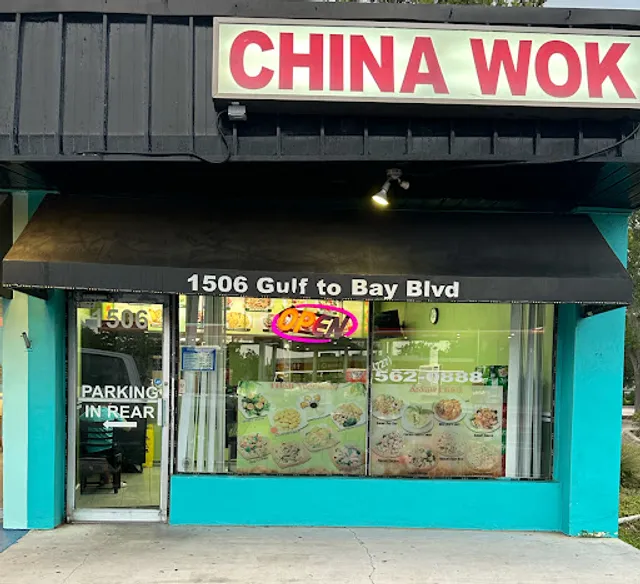 CHINA WOK
1506 Gulf to Bay Blvd
1506
OPEN
562-0888
PARKING
IN REAR